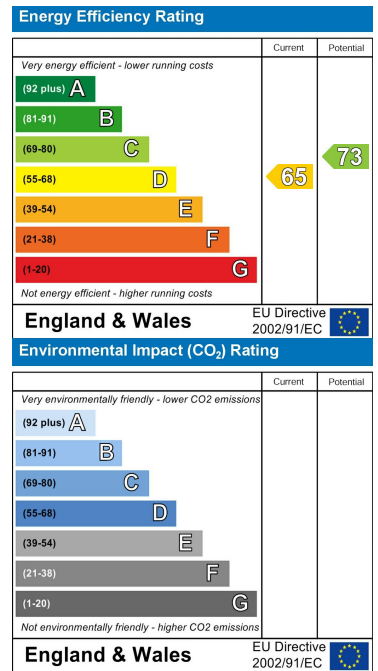 Energy Efficiency Rating
Current Potential
Very energy efficient - lower running costs
(92 plus) A
(81-91) B
(69-80) C
(55-68) D
(39-54) E
(21-38) F
(1-20) G
65
73
Not energy efficient - higher running costs
England & Wales
EU Directive
2002/91/EC
Environmental Impact (CO₂) Rating
Current Potential
Very environmentally friendly - lower CO2 emissions
(92 plus) A
(81-91) B
(69-80) C
(55-68) D
(39-54) E
(21-38) F
(1-20) G
Not environmentally friendly - higher CO2 emissions
England & Wales
EU Directive
2002/91/EC